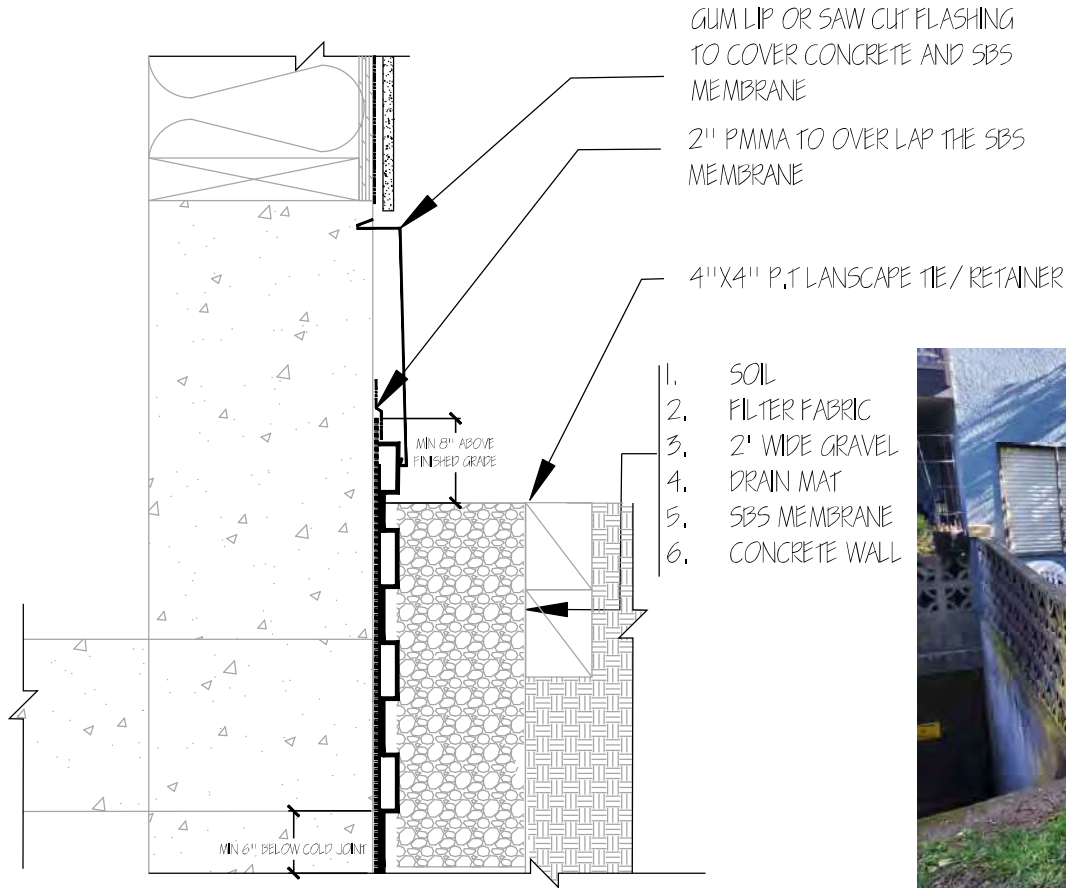 GUM LIP OR SAW CUT FLASHING
TO COVER CONCRETE AND SBS
MEMBRANE
2" PMMA TO OVER LAP THE SBS
MEMBRANE
4"X4" P.T LANSCAPE TIE/ RETAINER
1. SOIL
2. FILTER FABRIC
3. 2' WIDE GRAVEL
4. DRAIN MAT
5. SBS MEMBRANE
6. CONCRETE WALL
MIN 8" ABOVE
FINISHED GRADE
MIN 6" BELOW COLD JOINT